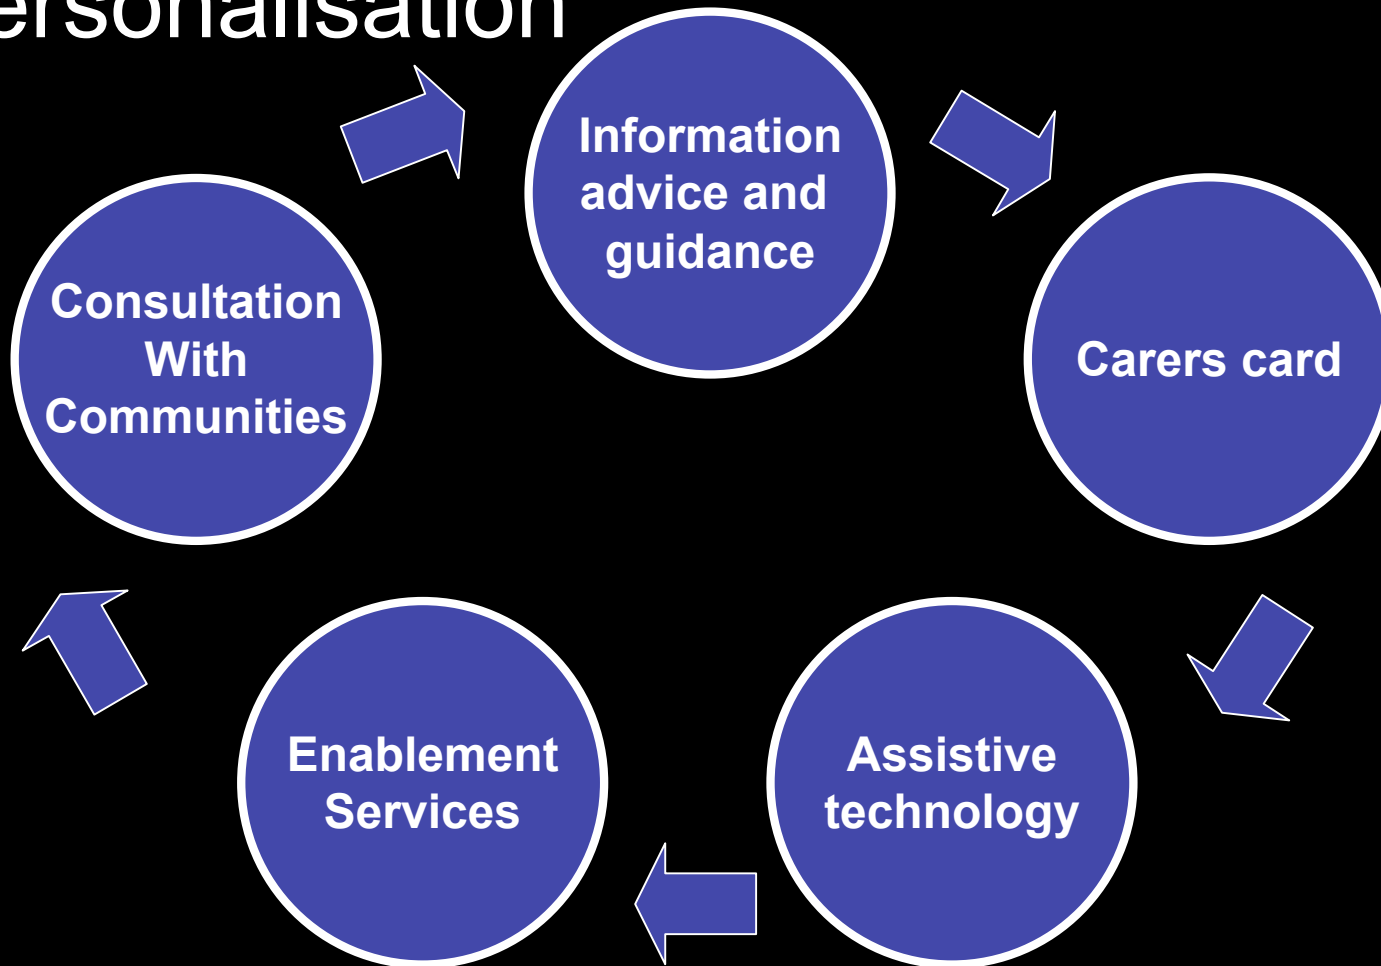 ersonalisation
Information
advice and
guidance
Carers card
Assistive
technology
Enablement
Services
Consultation
With
Communities